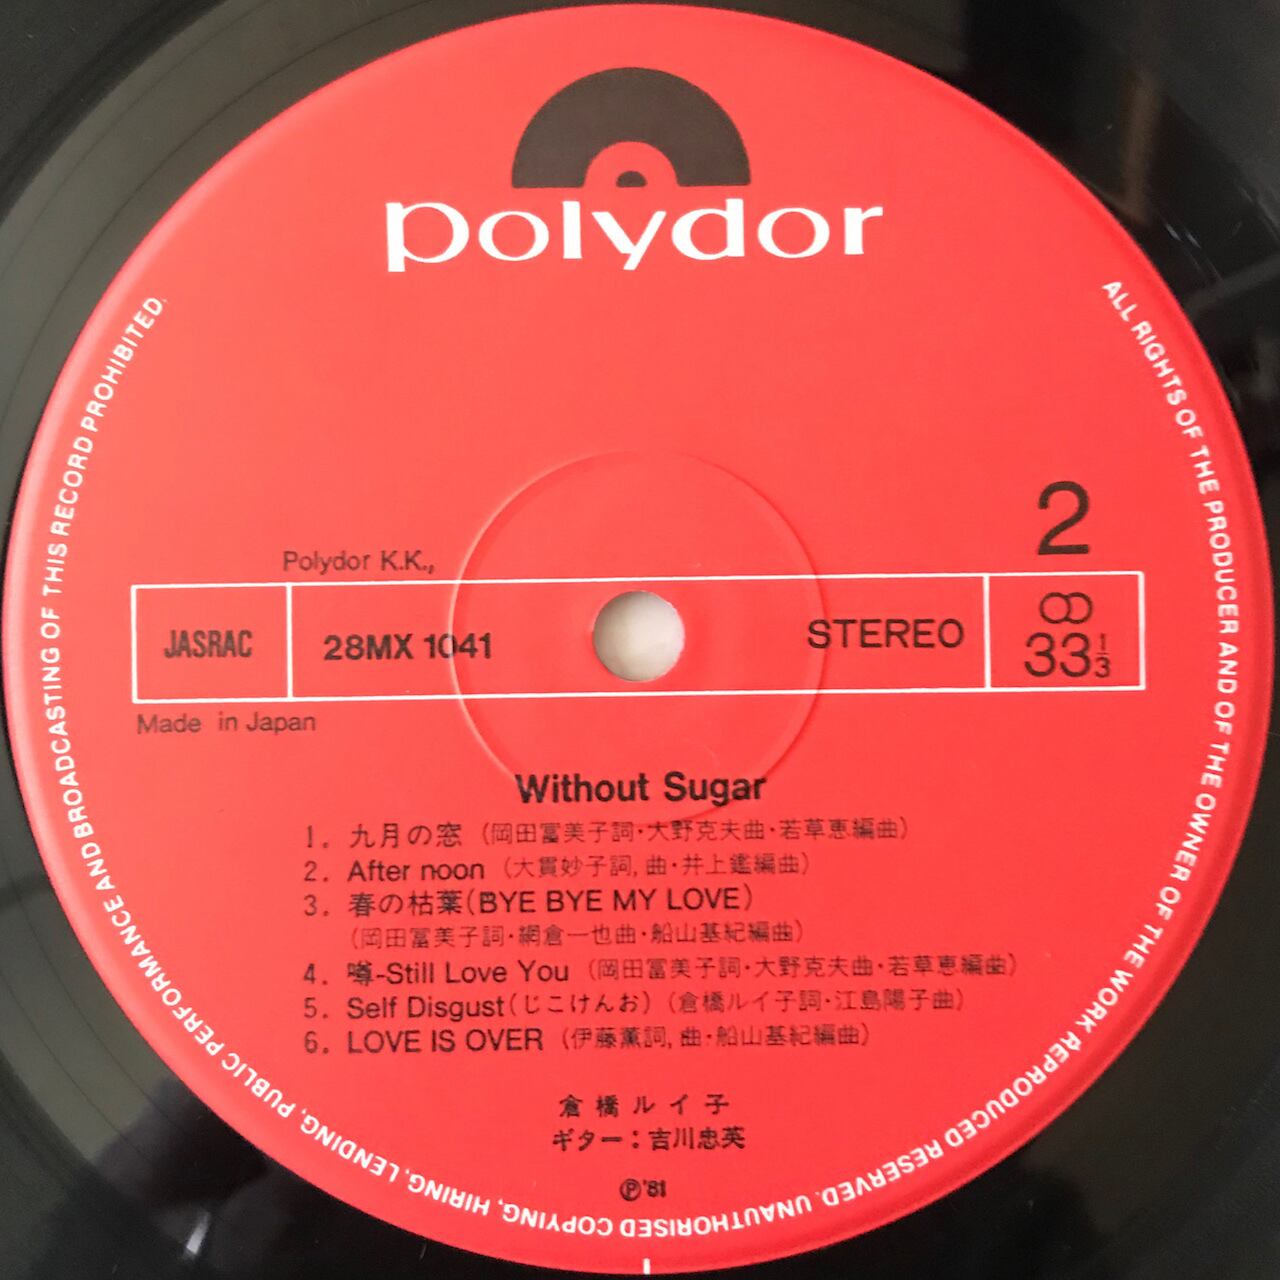 polydor
2
Polydor K.K.,
JASRAC
28MX 1041
STEREO
33 1/3
Made in Japan
Without Sugar
1. 九月の窓 (岡田冨美子詞・大野克夫曲・若草恵編曲)
2. After noon (大貫妙子詞,曲・井上鑑編曲)
3. 春の枯葉(BYE BYE MY LOVE)
(岡田冨美子詞・網倉一也曲・船山基紀編曲)
4. 噂-Still Love You (岡田冨美子詞・大野克夫曲・若草恵編曲)
5. Self Disgust(じこけんお) (倉橋ルイ子詞・江島陽子曲)
6. LOVE IS OVER (伊藤薫詞,曲・船山基紀編曲)
倉橋ルイ子
ギター:吉川忠英
Ⓟ'81
ALL RIGHTS OF THE PRODUCER AND OF THE OWNER OF THE WORK REPRODUCED RESERVED. UNAUTHORISED COPYING, HIRING, LENDING, PUBLIC PERFORMANCE AND BROADCASTING OF THIS RECORD PROHIBITED.